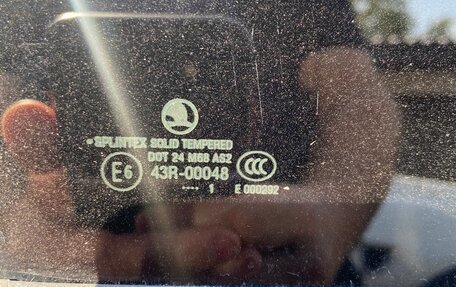 SPLINTEX SOLID TEMPERED
DOT 24 M68 AS2
E6 43R-00048 CCC
.... 1 E 000292